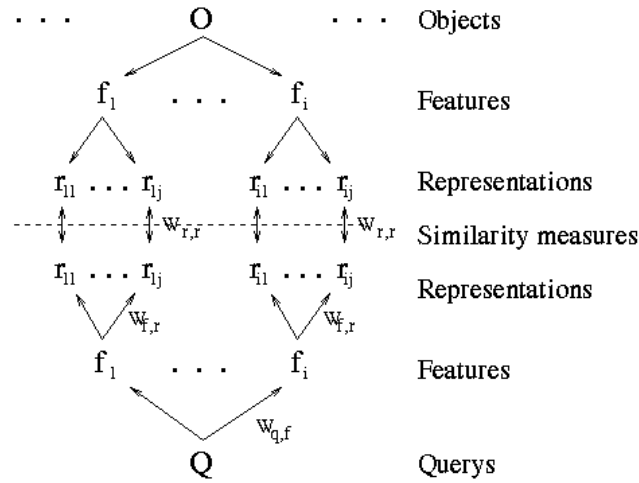 . . . O . . . Objects
f1 . . . fi Features
r11 . . . r1j ri1 . . . rij Representations
Wr,r Wr,r Similarity measures
r11 . . . r1j ri1 . . . rij Representations
Wf,r Wf,r
f1 . . . fi Features
Wq,f
Q Querys